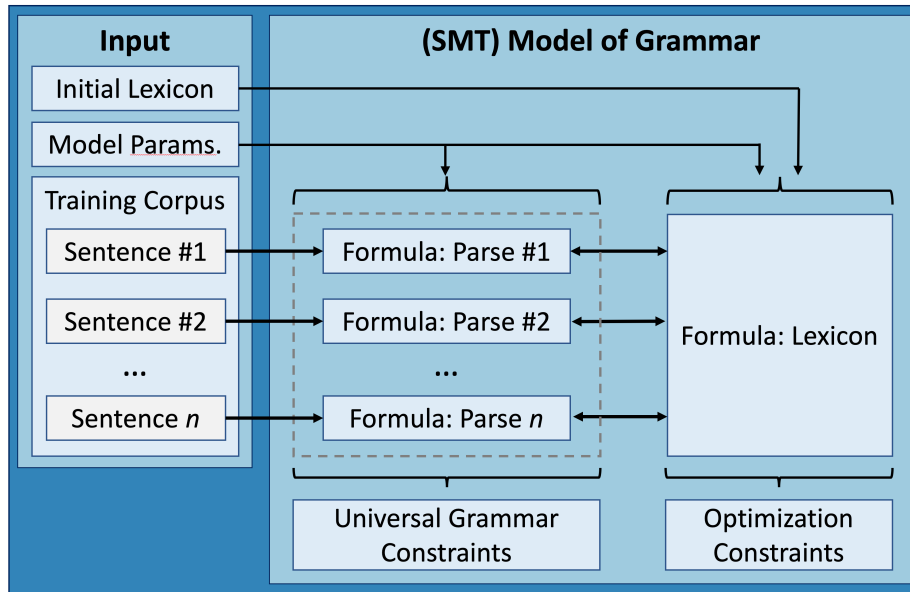 Input
Initial Lexicon
Model Params.
Training Corpus
Sentence #1
Sentence #2
...
Sentence n
(SMT) Model of Grammar
Formula: Parse #1
Formula: Parse #2
...
Formula: Parse n
Universal Grammar
Constraints
Formula: Lexicon
Optimization
Constraints